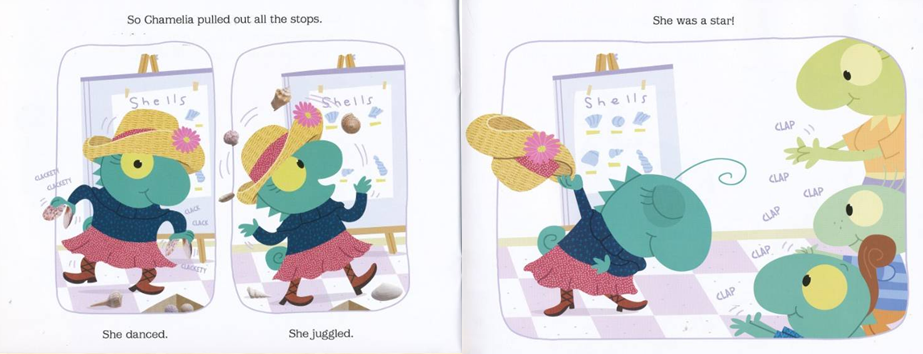 So Chamelia pulled out all the stops.
Shells
CLACKETY
CLACKETY
CLACK
CLACK
CLACKETY
She danced.
Shells
She juggled.
She was a star!
Shells
CLAP
CLAP
CLAP
CLAP
CLAP
CLAP